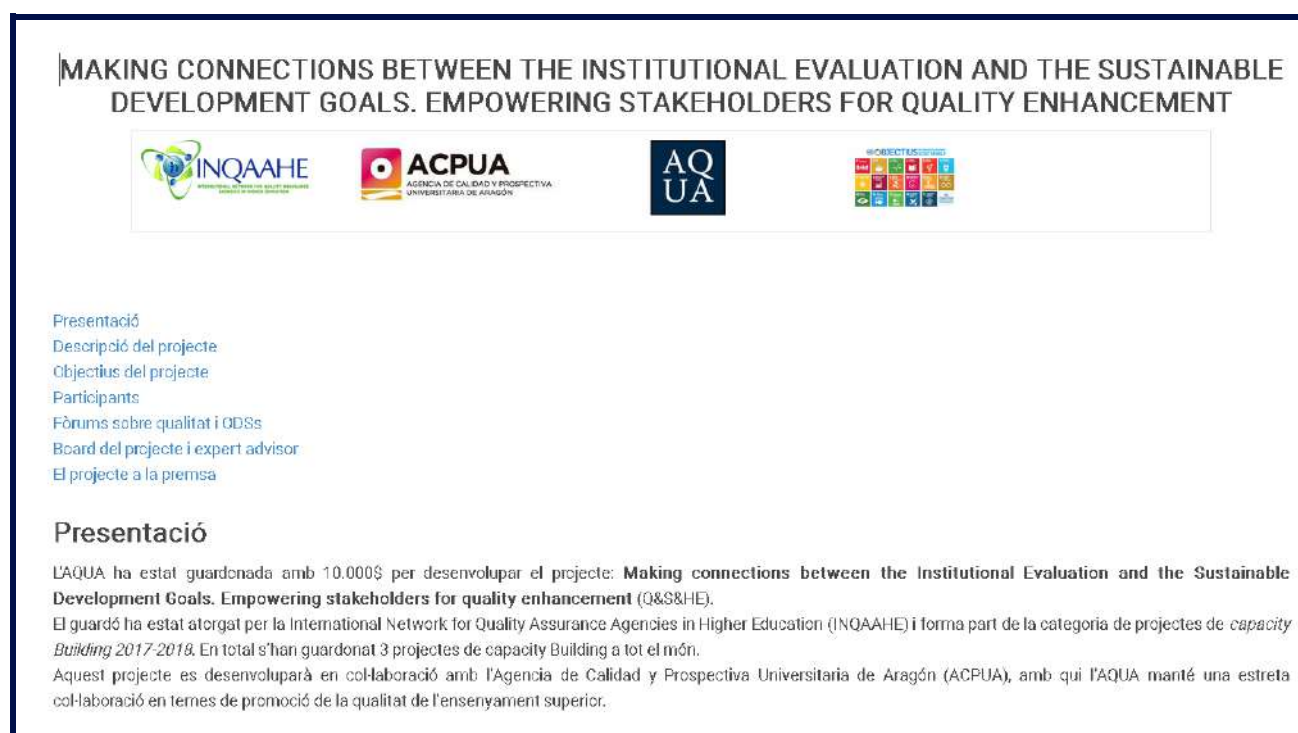 MAKING CONNECTIONS BETWEEN THE INSTITUTIONAL EVALUATION AND THE SUSTAINABLE
DEVELOPMENT GOALS. EMPOWERING STAKEHOLDERS FOR QUALITY ENHANCEMENT
INQAAHE
ACPUA
AGENCIA DE CALIDAD Y PROSPECTIVA
UNIVERSITARIA DE ARAGÓN
AQ
UA
OBJECTIUS
Presentació
Descripció del projecte
Objectius del projecte
Participants
Fòrums sobre qualitat i ODSs
Board del projecte i expert advisor
El projecte a la premsa
Presentació
L'AQUA ha estat guardonada amb 10.000$ per desenvolupar el projecte: Making connections between the Institutional Evaluation and the Sustainable
Development Goals. Empowering stakeholders for quality enhancement (Q&S&HE).
El guardó ha estat atorgat per la International Network for Quality Assurance Agencies in Higher Education (INQAAHE) i forma part de la categoria de projectes de capacity
Building 2017-2018. En total s'han guardonat 3 projectes de capacity Building a tot el món.
Aquest projecte es desenvoluparà en col·laboració amb l'Agencia de Calidad y Prospectiva Universitaria de Aragón (ACPUA), amb qui l'AQUA manté una estreta
col·laboració en temes de promoció de la qualitat de l'ensenyament superior.